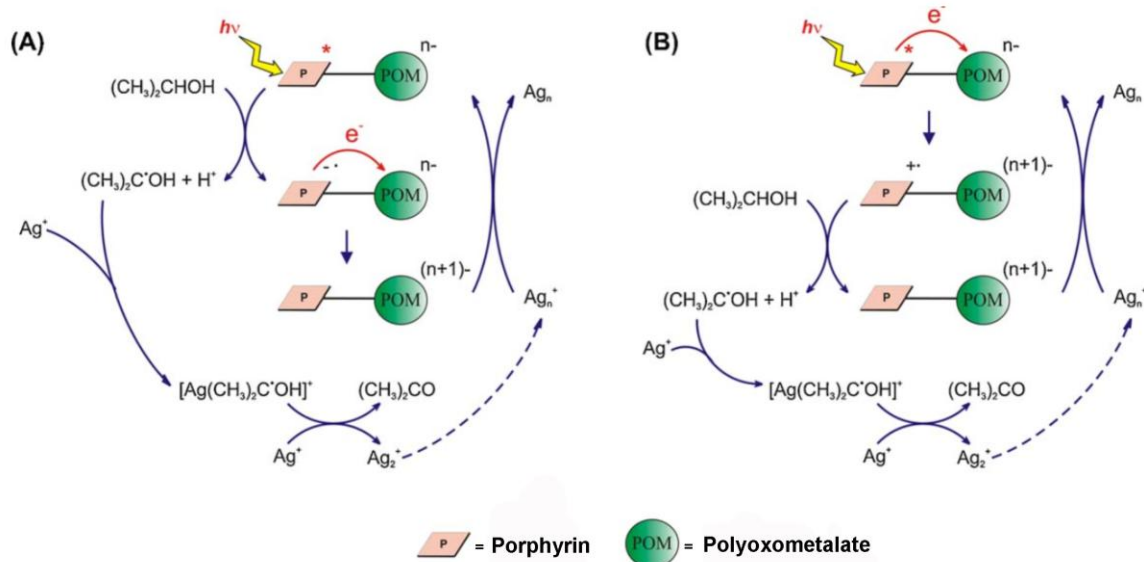 (A)
hν
*
P
POM
n-
(CH₃)₂CHOH
Agₙ
e⁻
-·
P
POM
n-
(CH₃)₂C•OH + H⁺
Ag⁺
P
POM
(n+1)-
Agₙ⁺
[Ag(CH₃)₂C•OH]⁺
(CH₃)₂CO
Ag⁺
Ag₂⁺
(B)
hν
*
e⁻
P
POM
n-
Agₙ
+·
P
POM
(n+1)-
(CH₃)₂CHOH
P
POM
(n+1)-
(CH₃)₂C•OH + H⁺
Agₙ⁺
Ag⁺
[Ag(CH₃)₂C•OH]⁺
(CH₃)₂CO
Ag⁺
Ag₂⁺
P = Porphyrin
POM = Polyoxometalate